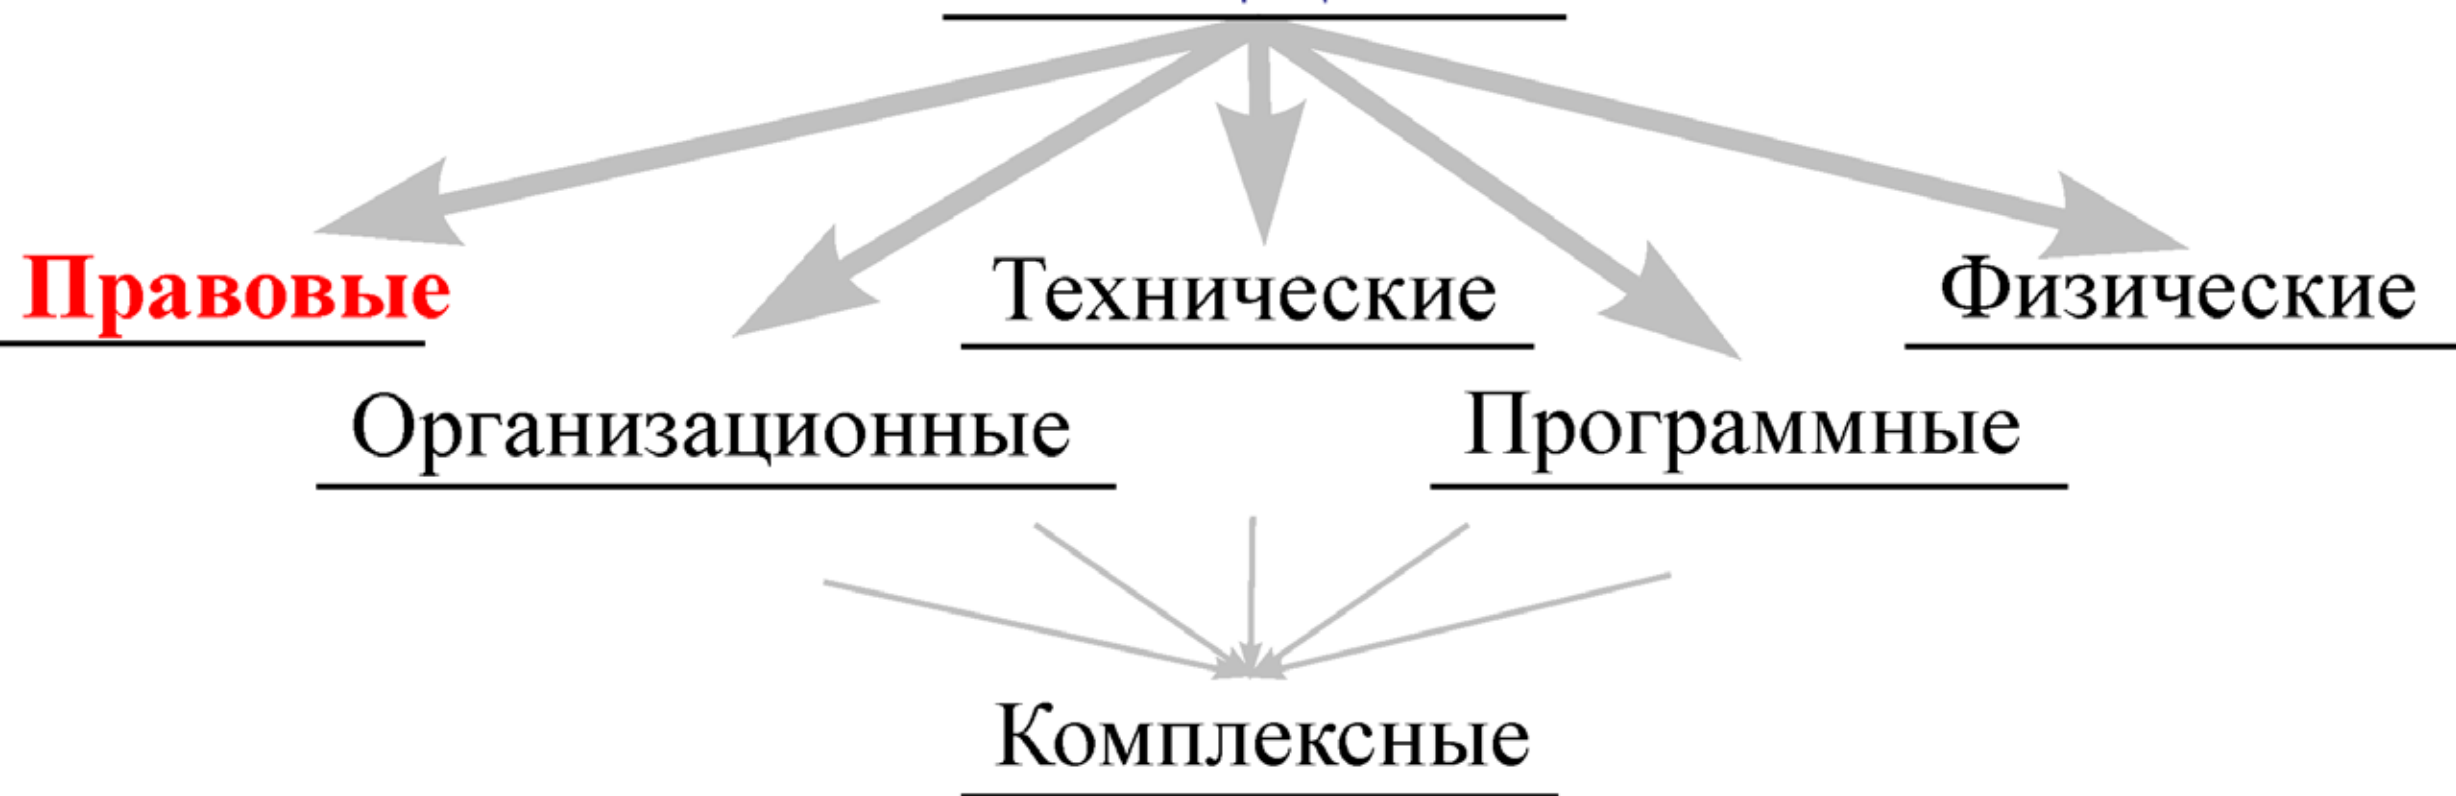 Правовые
Технические
Физические
Организационные
Программные
Комплексные